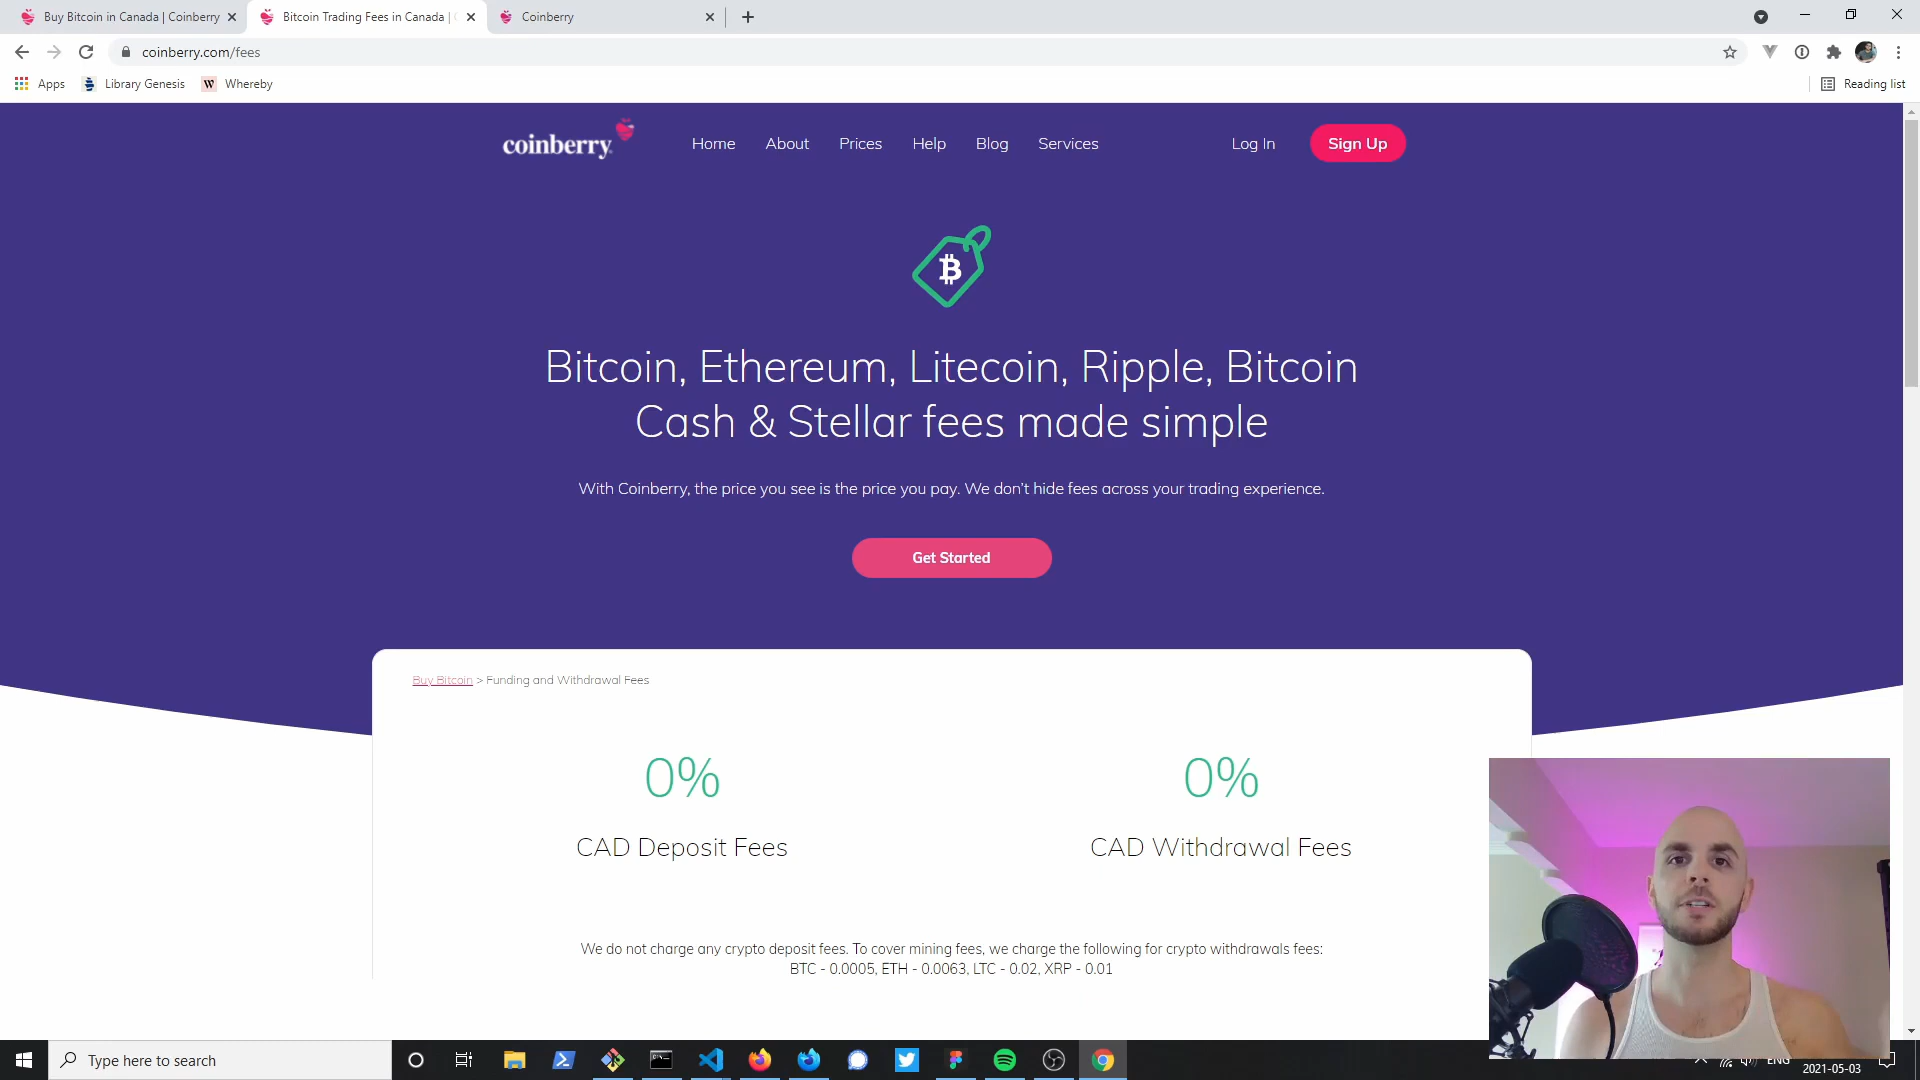 Buy Bitcoin in Canada | Coinberry
Bitcoin Trading Fees in Canada |
Coinberry
coinberry.com/fees
Apps
Library Genesis
W
Whereby
Reading list
coinberry
Home
About
Prices
Help
Blog
Services
Log In
Sign Up
Bitcoin, Ethereum, Litecoin, Ripple, Bitcoin
Cash & Stellar fees made simple
With Coinberry, the price you see is the price you pay. We don't hide fees across your trading experience.
Get Started
Buy Bitcoin > Funding and Withdrawal Fees
0%
0%
CAD Deposit Fees
CAD Withdrawal Fees
We do not charge any crypto deposit fees. To cover mining fees, we charge the following for crypto withdrawals fees:
BTC - 0.0005, ETH - 0.0063, LTC - 0.02, XRP - 0.01
Type here to search
ENG
2021-05-03